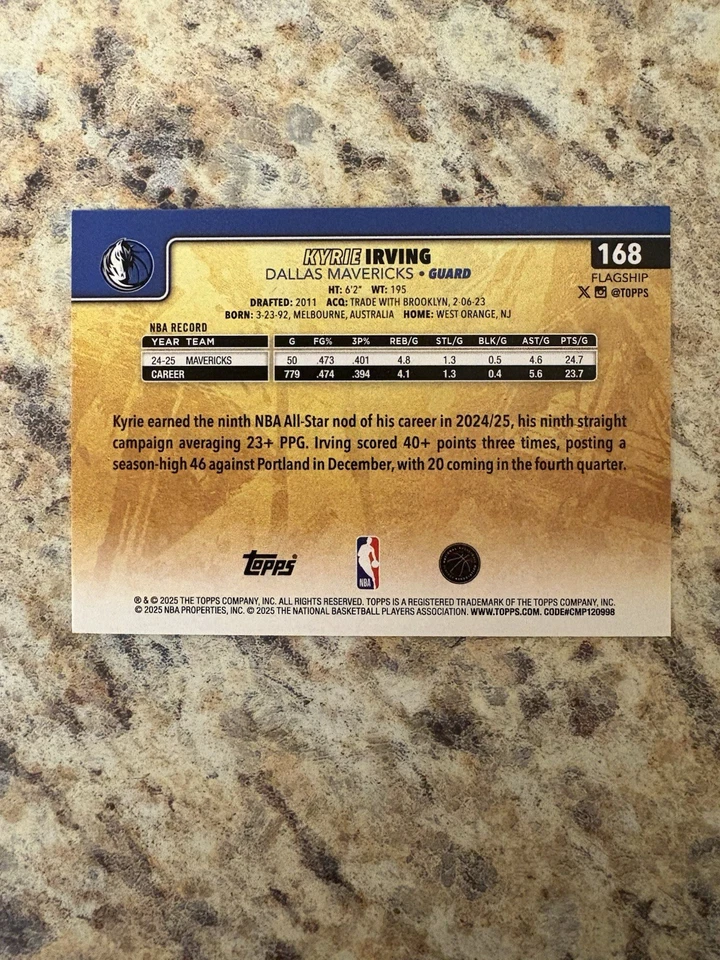 168
KYRIE IRVING
DALLAS MAVERICKS • GUARD
FLAGSHIP
@TOPPS
HT: 6'2" WT: 195
DRAFTED: 2011 ACQ: TRADE WITH BROOKLYN, 2-06-23
BORN: 3-23-92, MELBOURNE, AUSTRALIA HOME: WEST ORANGE, NJ
NBA RECORD
YEAR TEAM G FG% 3P% REB/G STL/G BLK/G AST/G PTS/G
24-25 MAVERICKS 50 .473 .401 4.8 1.3 0.5 4.6 24.7
CAREER 779 .474 .394 4.1 1.3 0.4 5.6 23.7
Kyrie earned the ninth NBA All-Star nod of his career in 2024/25, his ninth straight
campaign averaging 23+ PPG. Irving scored 40+ points three times, posting a
season-high 46 against Portland in December, with 20 coming in the fourth quarter.
topps
NBA
® & © 2025 THE TOPPS COMPANY, INC. ALL RIGHTS RESERVED. TOPPS IS A REGISTERED TRADEMARK OF THE TOPPS COMPANY, INC.
© 2025 NBA PROPERTIES, INC. © 2025 THE NATIONAL BASKETBALL PLAYERS ASSOCIATION. WWW.TOPPS.COM. CODE#CMP120998